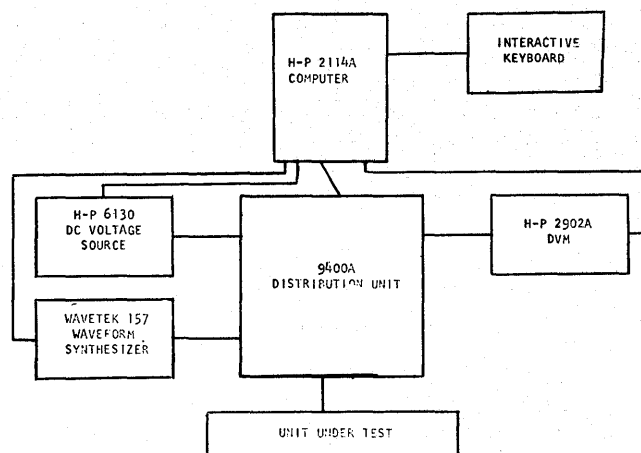 H-P 2114A
COMPUTER
INTERACTIVE
KEYBOARD
H-P 6130
DC VOLTAGE
SOURCE
9400A
DISTRIBUTION UNIT
H-P 2902A
DVM
WAVETEK 157
WAVEFORM
SYNTHESIZER
UNIT UNDER TEST